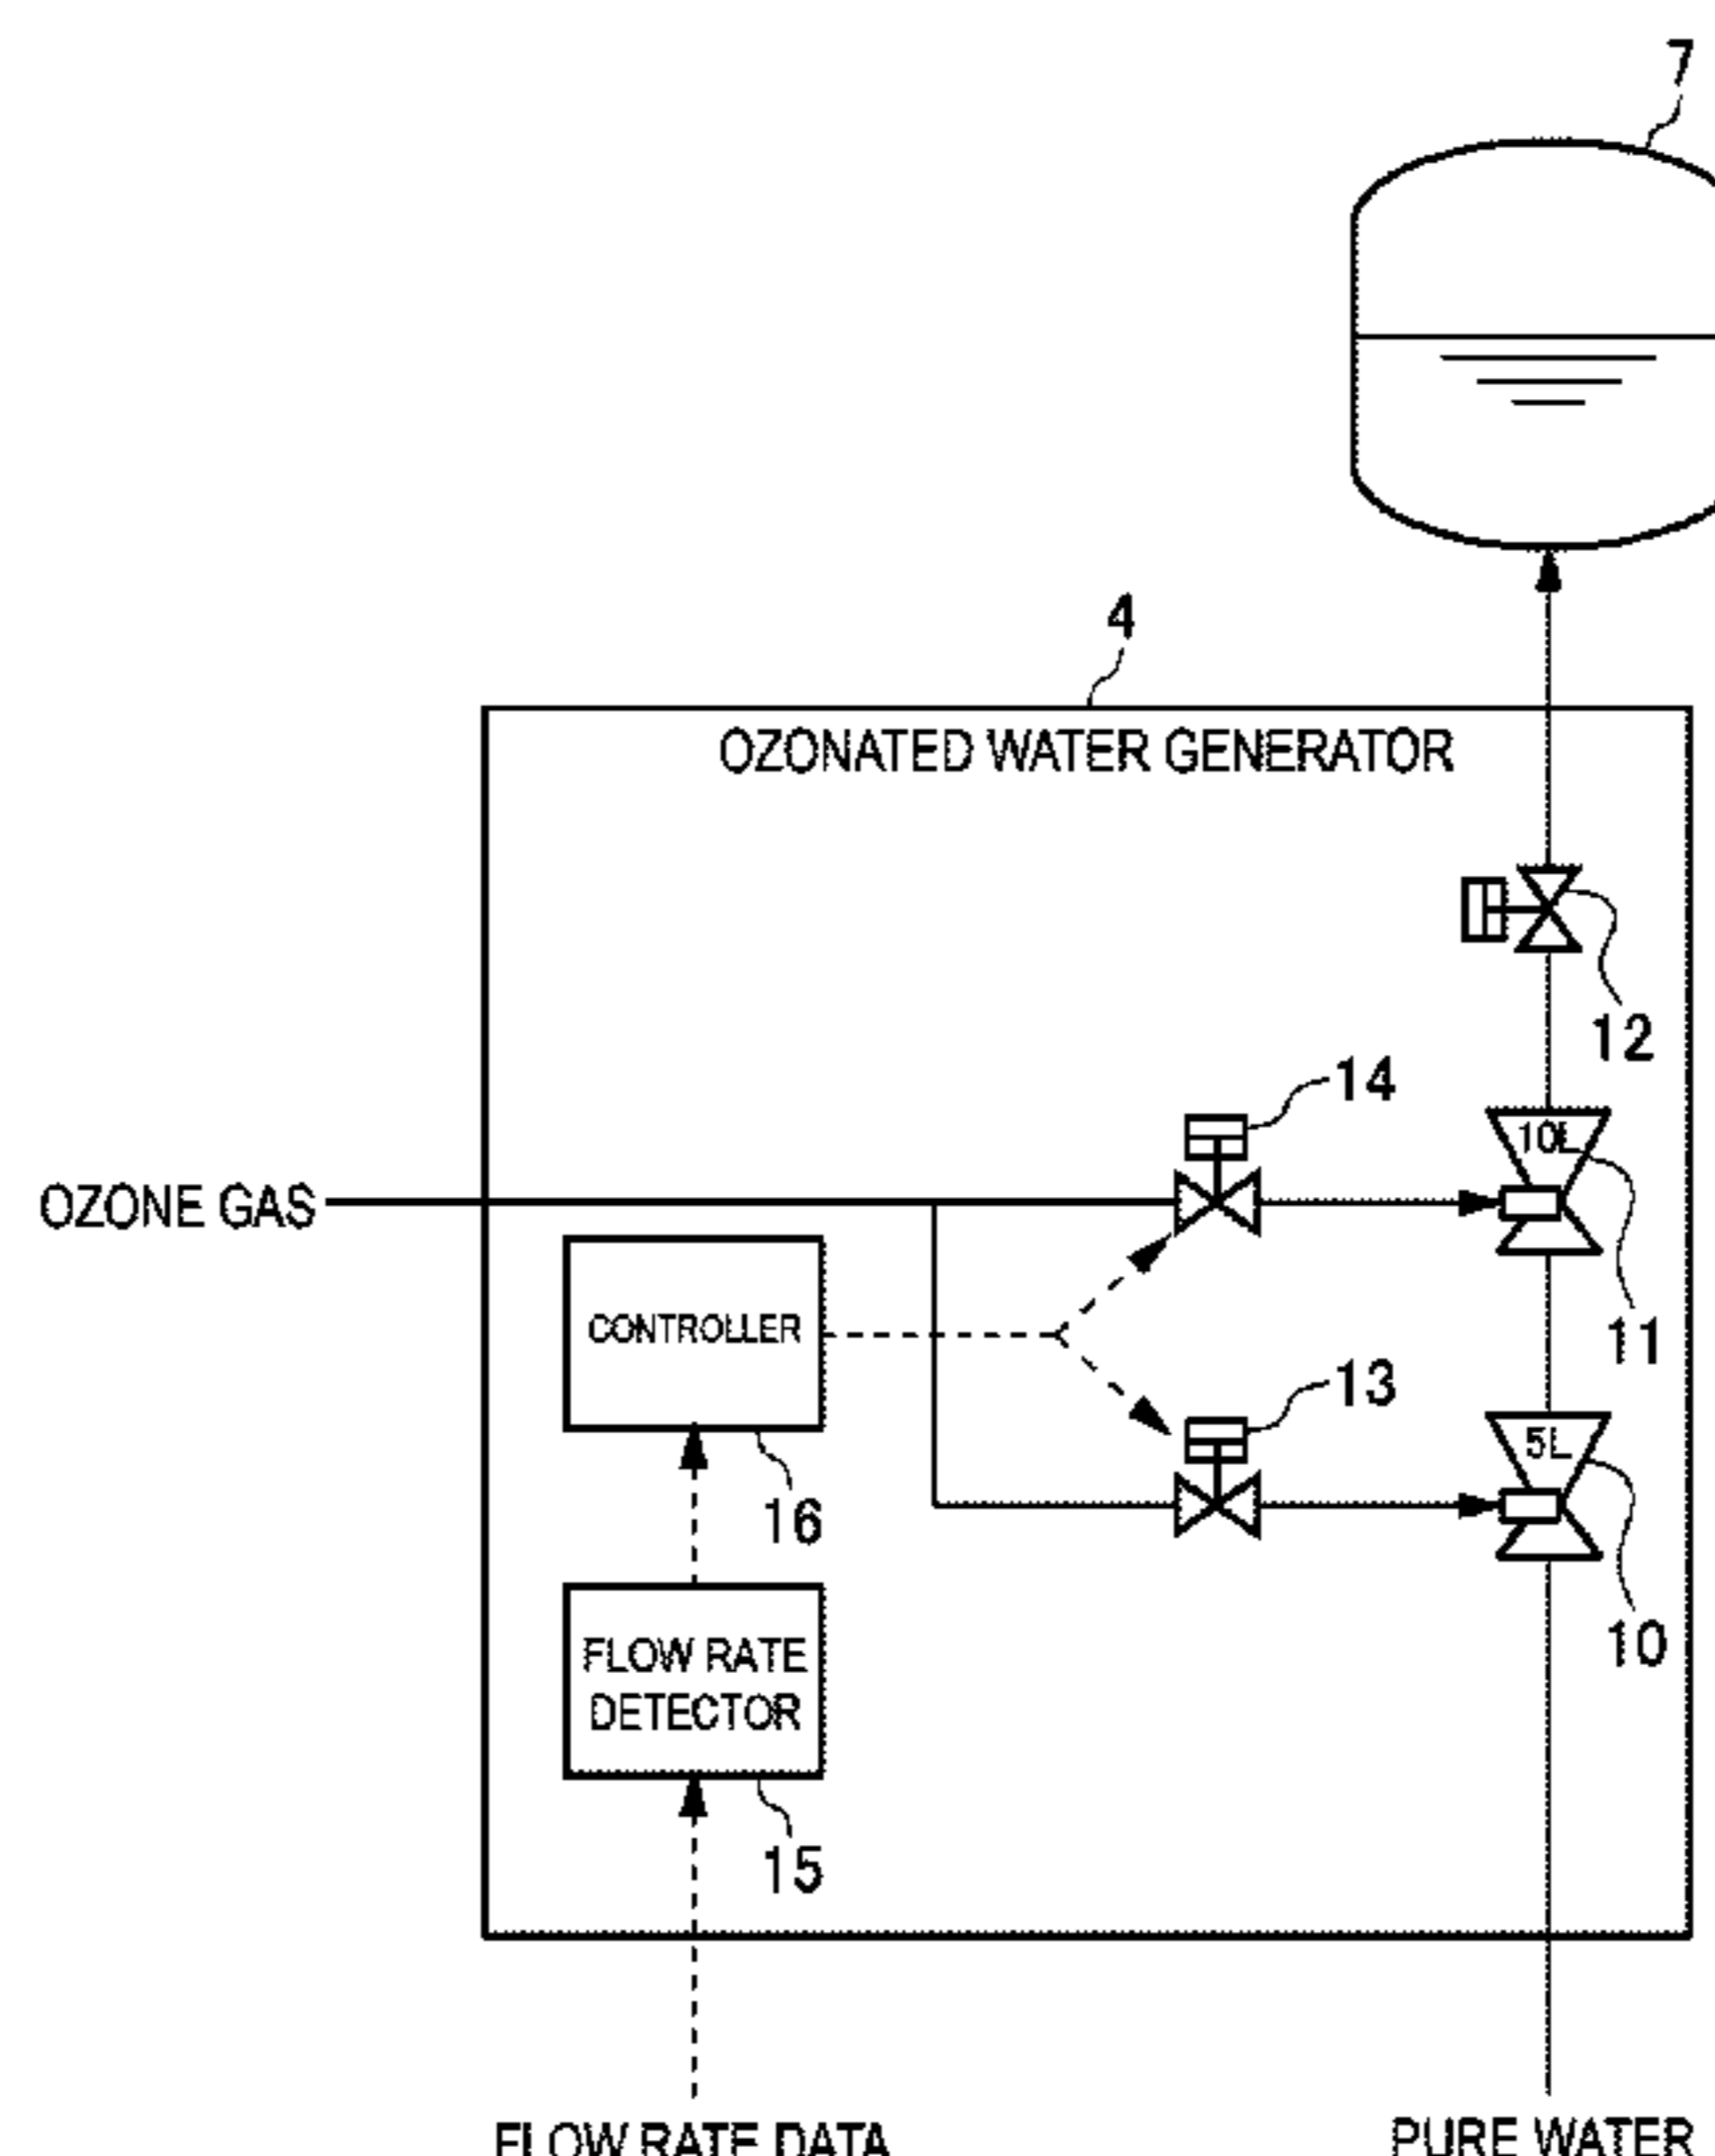 7
4
OZONATED WATER GENERATOR
12
14
10L
OZONE GAS
11
CONTROLLER
13
5L
16
10
FLOW RATE
DETECTOR
15
FLOW RATE DATA
PURE WATER